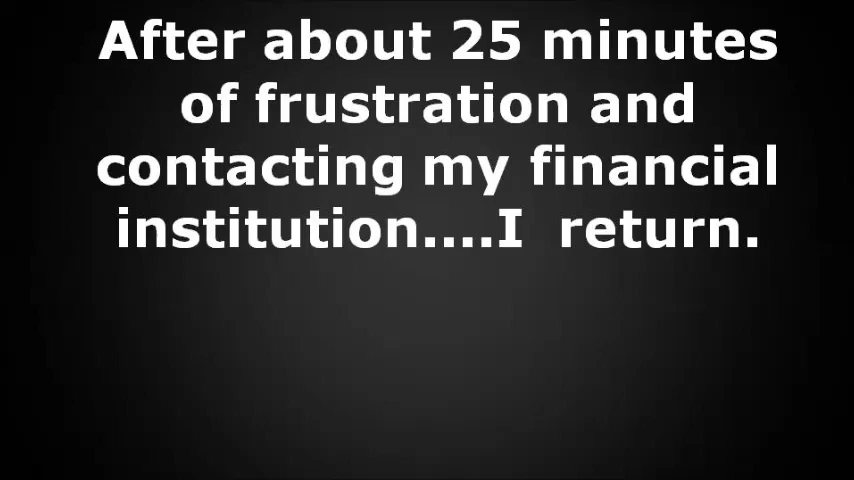 After about 25 minutes
of frustration and
contacting my financial
institution....I  return.